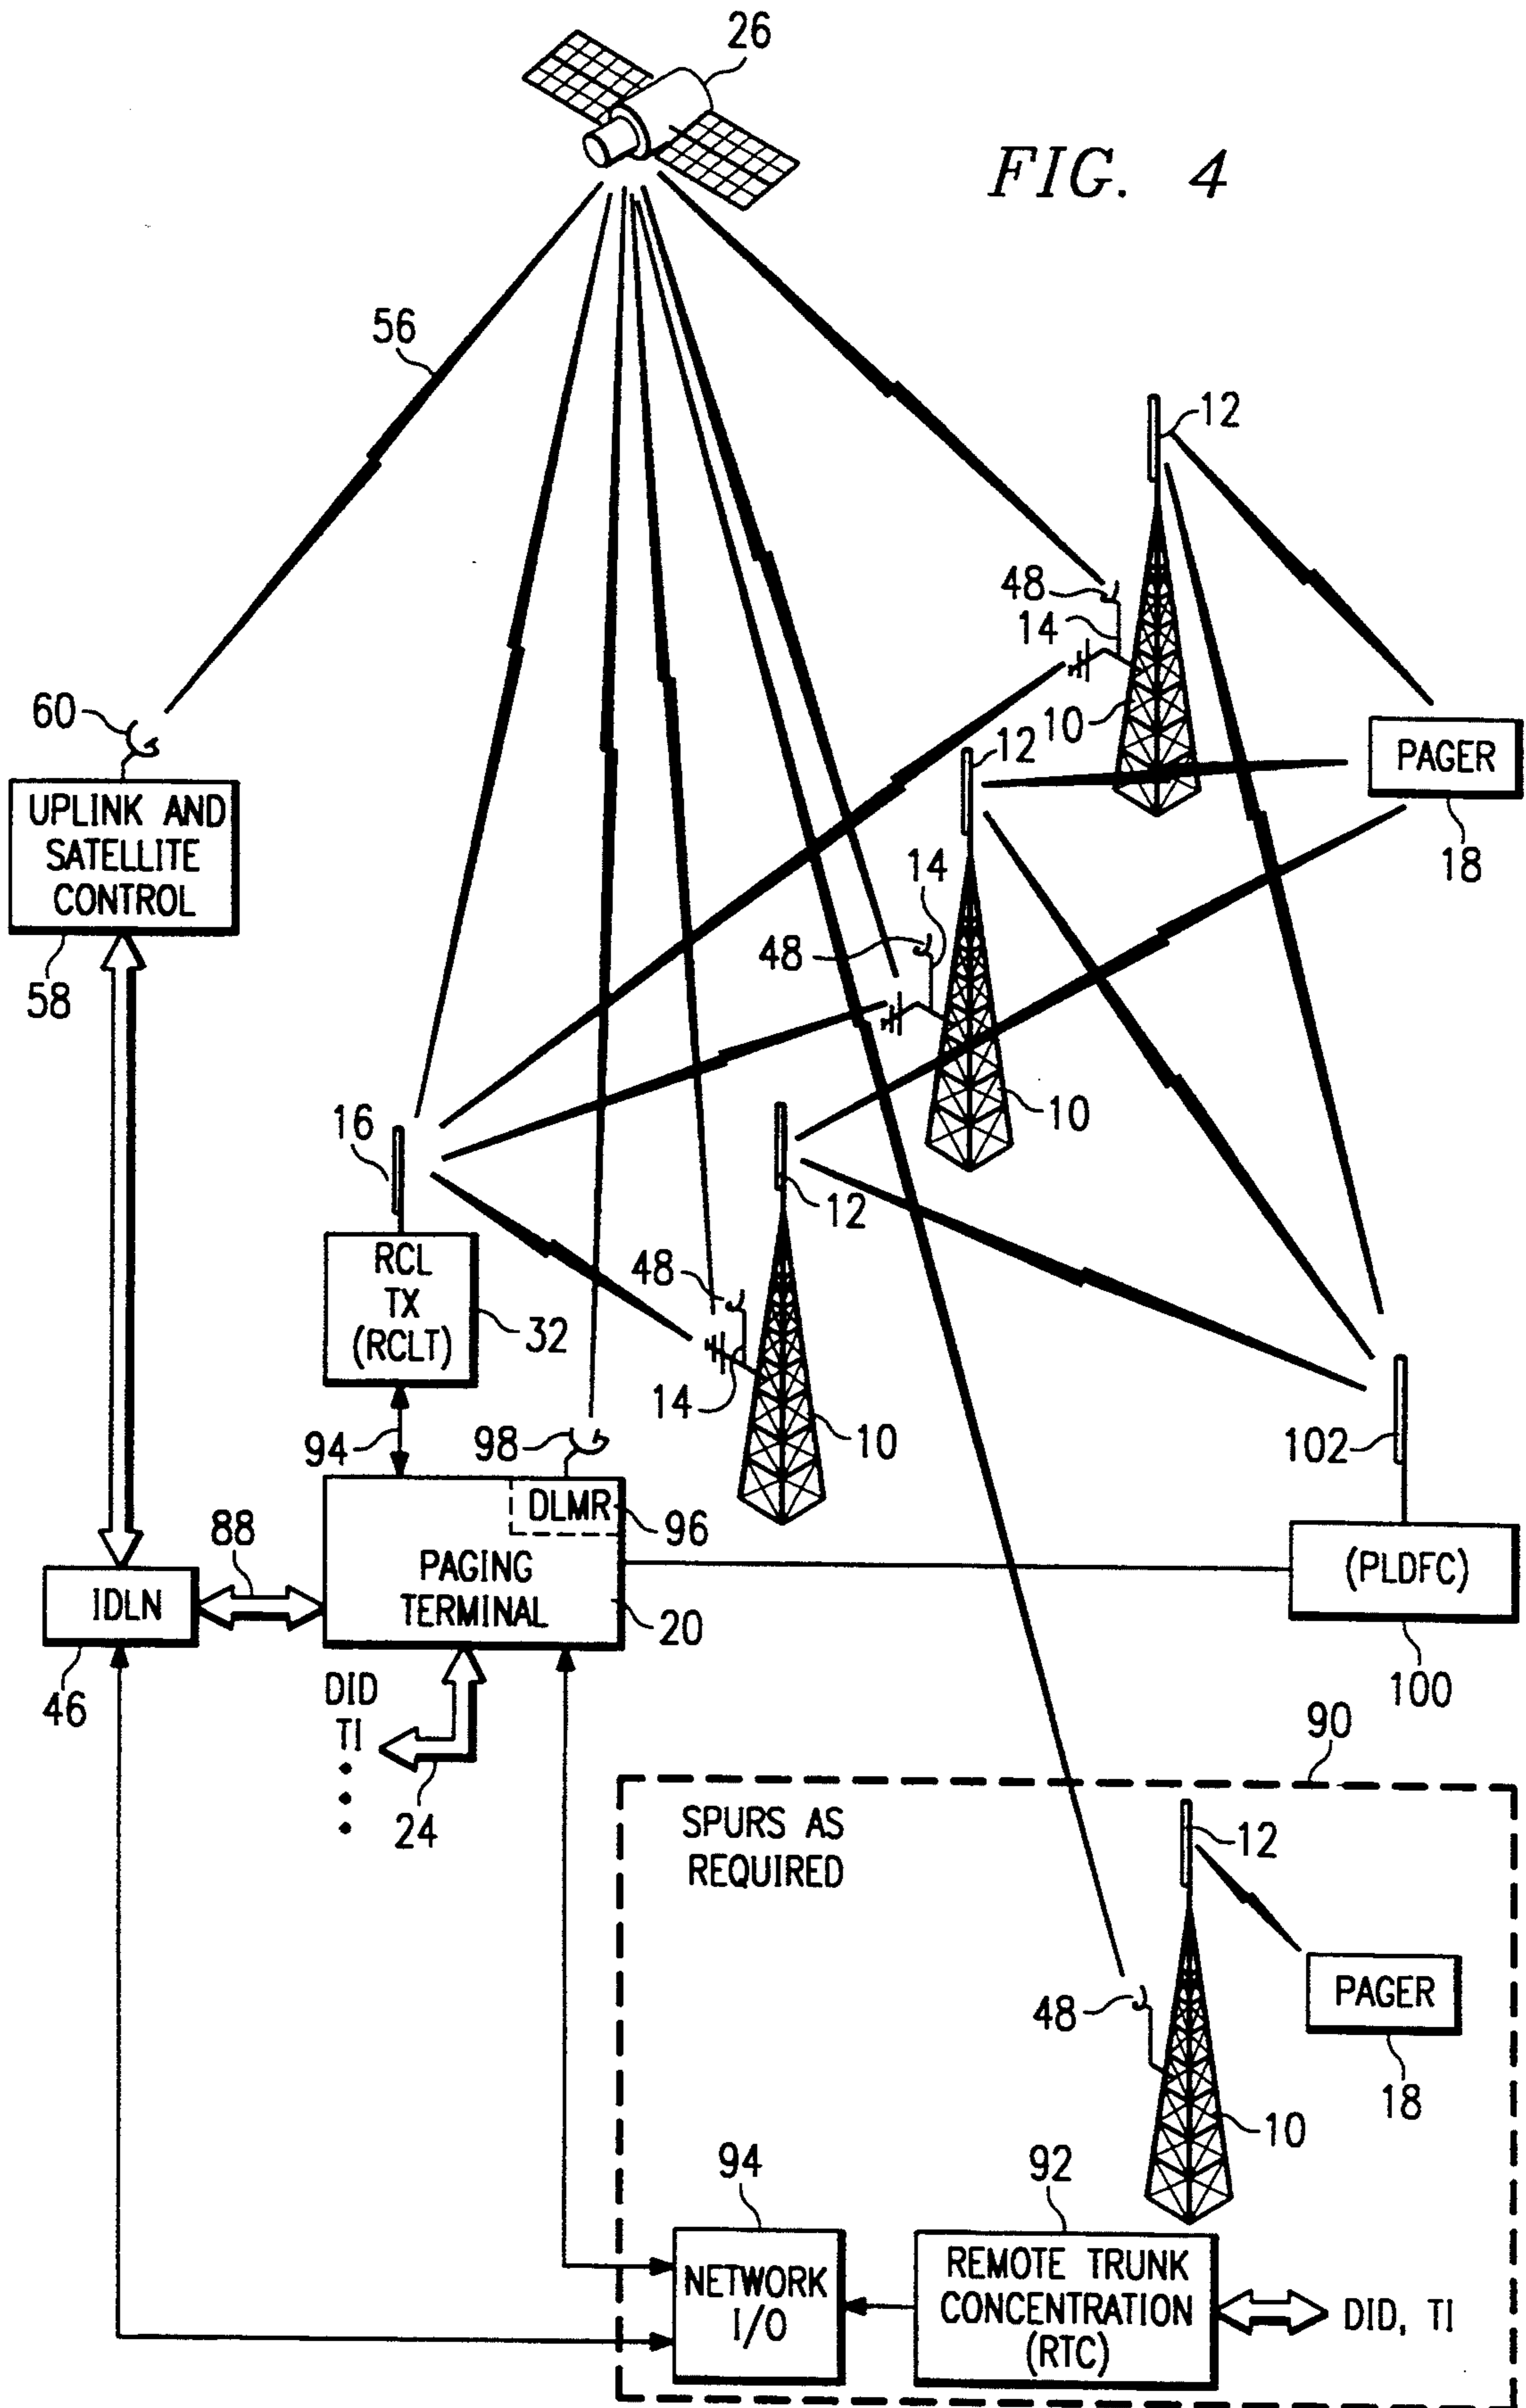 26
FIG. 4
56
12
48
14
10
60
12
PAGER
18
UPLINK AND
SATELLITE
CONTROL
58
14
48
10
16
12
RCL
TX
(RCLT)
32
48
14
10
94
98
102
DLMR
96
88
PAGING
TERMINAL
20
IDLN
46
(PLDFC)
100
DID
TI
24
90
SPURS AS
REQUIRED
12
48
PAGER
18
10
94
92
NETWORK
I/O
REMOTE TRUNK
CONCENTRATION
(RTC)
DID, TI